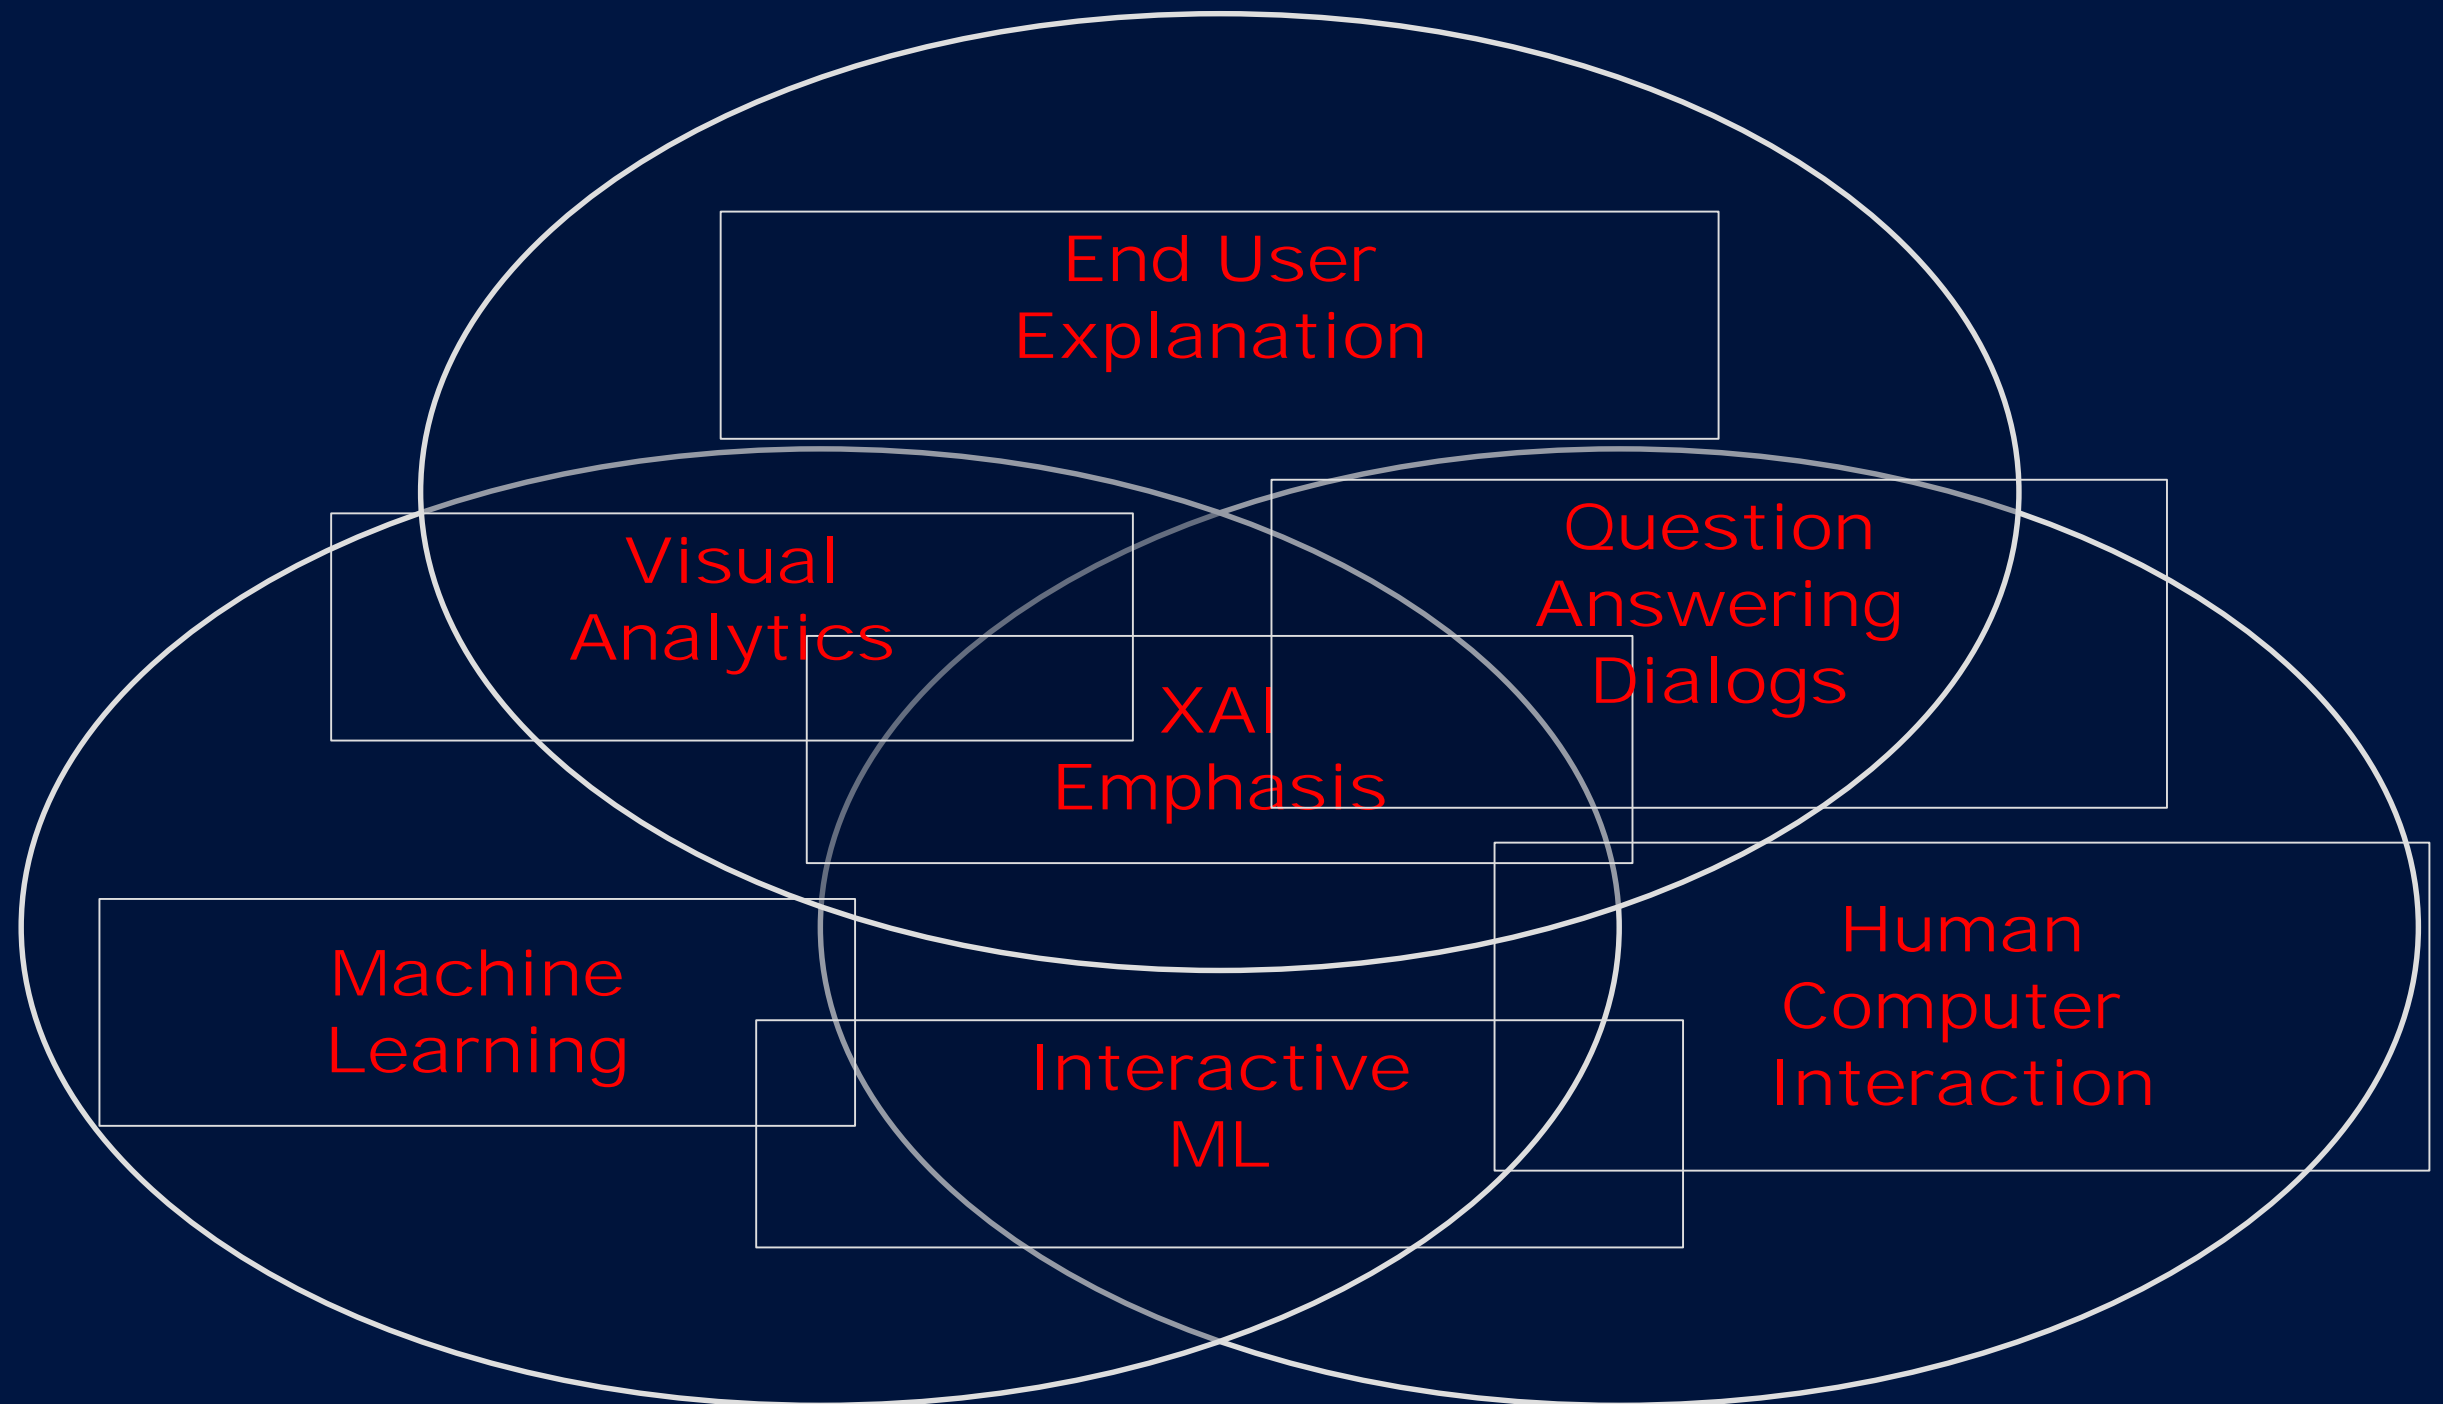 End User
Explanation
Visual
Analytics
Question
Answering
Dialogs
XAI
Emphasis
Machine
Learning
Human
Computer
Interaction
Interactive
ML